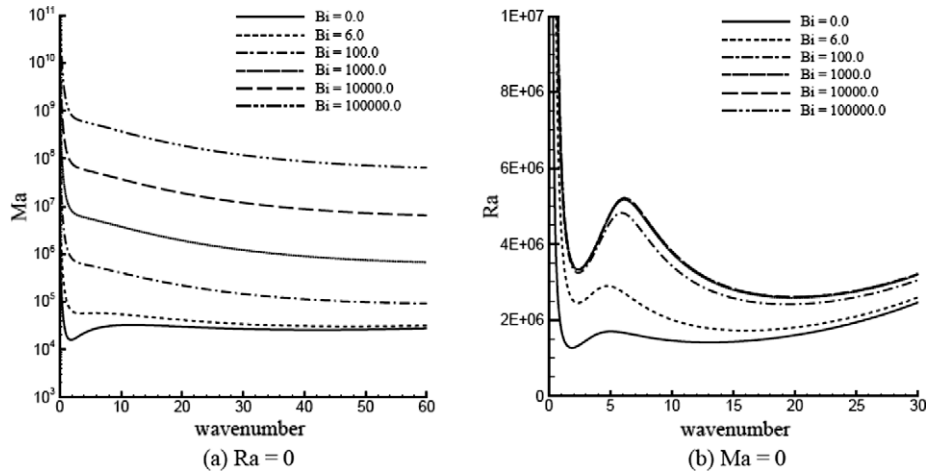 Bi = 0.0
Bi = 6.0
Bi = 100.0
Bi = 1000.0
Bi = 10000.0
Bi = 100000.0
10^11
10^10
10^9
10^8
10^7
10^6
10^5
10^4
10^3
Ma
0 10 20 30 40 50 60
wavenumber
(a) Ra = 0
Bi = 0.0
Bi = 6.0
Bi = 100.0
Bi = 1000.0
Bi = 10000.0
Bi = 100000.0
1E+07
8E+06
6E+06
4E+06
2E+06
0
Ra
0 5 10 15 20 25 30
wavenumber
(b) Ma = 0